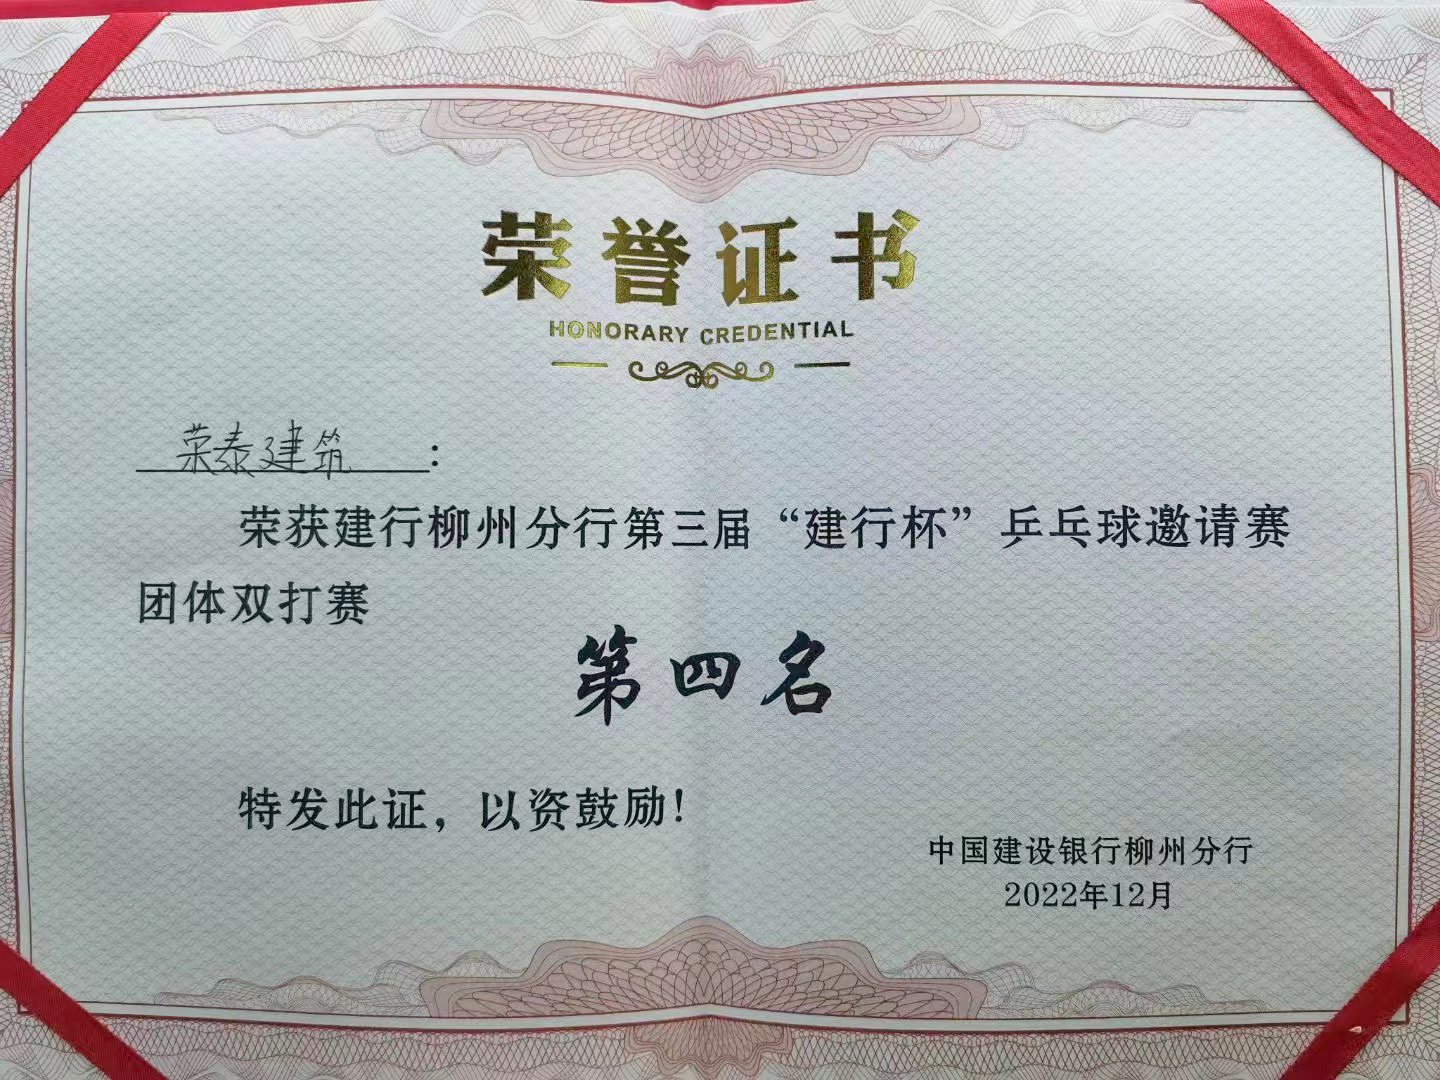 荣誉证书
HONORARY CREDENTIAL
荣泰建筑：
荣获建行柳州分行第三届“建行杯”乒乓球邀请赛
团体双打赛
第四名
特发此证，以资鼓励！
中国建设银行柳州分行
2022年12月